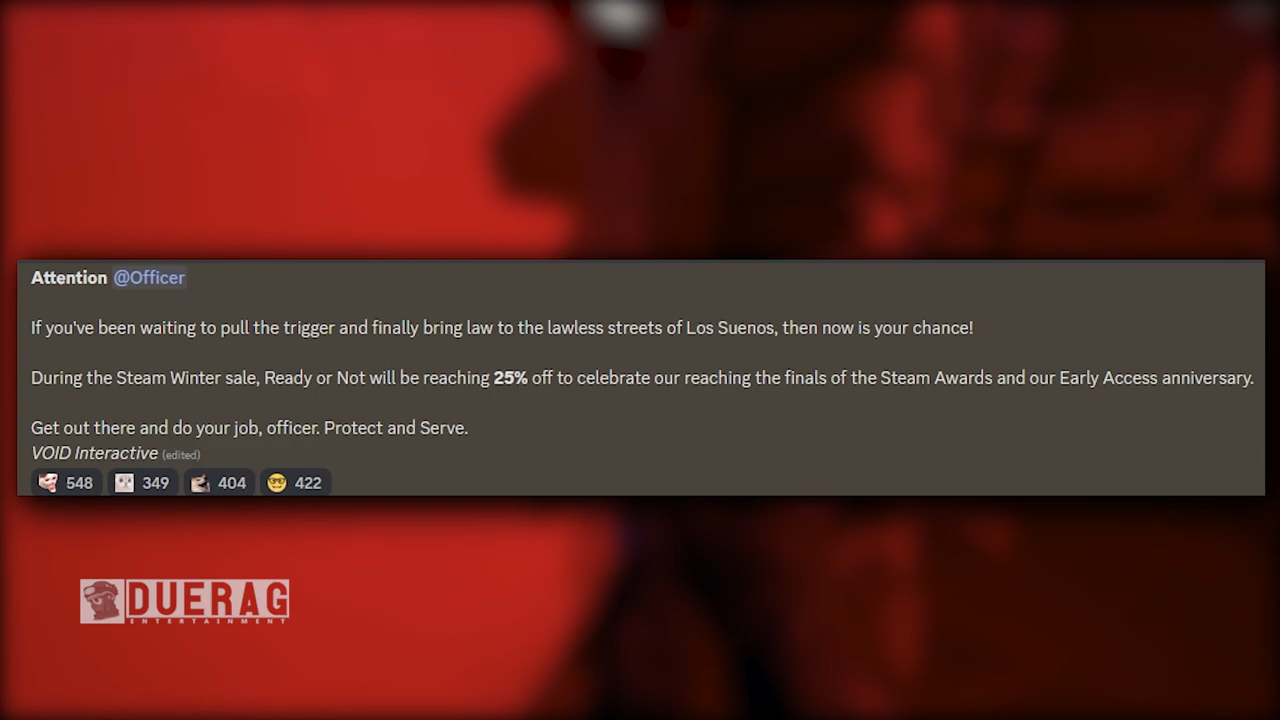 Attention @Officer
If you've been waiting to pull the trigger and finally bring law to the lawless streets of Los Suenos, then now is your chance!
During the Steam Winter sale, Ready or Not will be reaching 25% off to celebrate our reaching the finals of the Steam Awards and our Early Access anniversary.
Get out there and do your job, officer. Protect and Serve.
VOID Interactive (edited)
548 349 404 422
DUERAG
ENTERTAINMENT